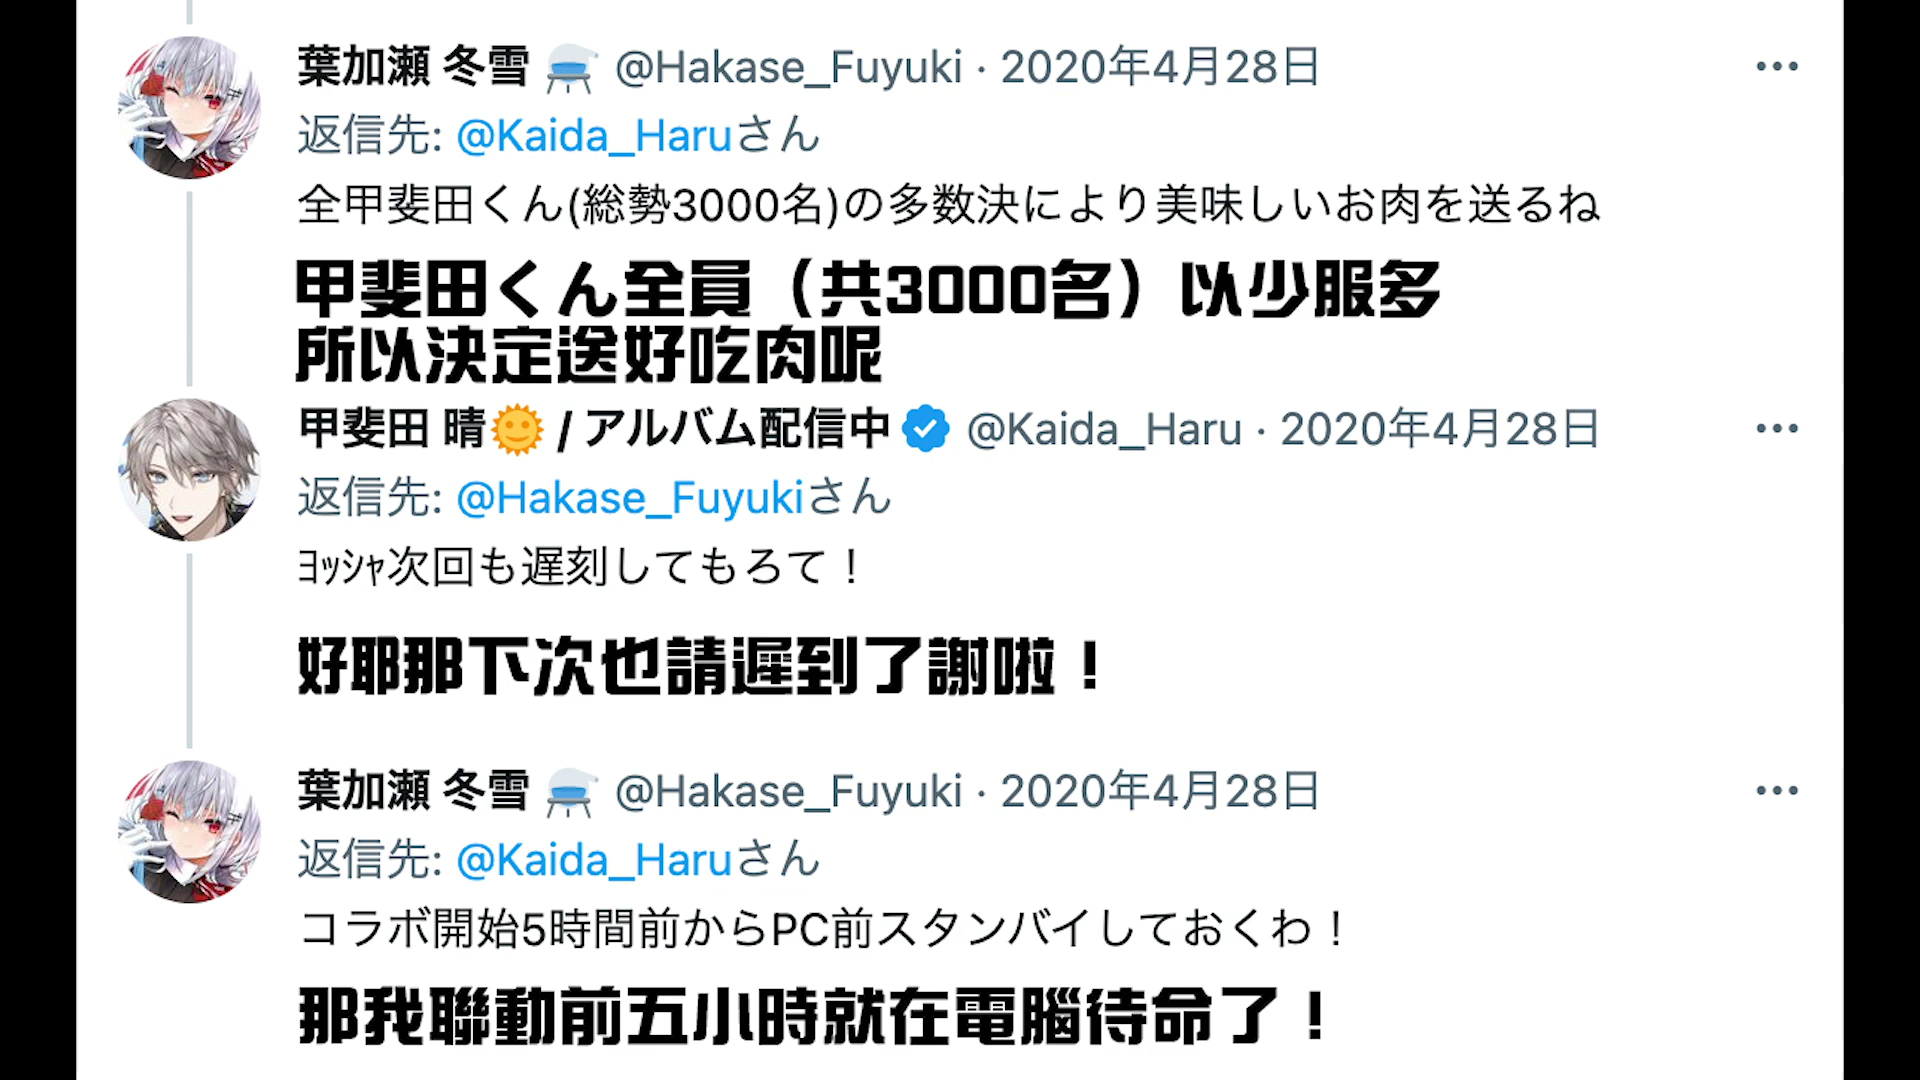 葉加瀬 冬雪 @Hakase_Fuyuki · 2020年4月28日
返信先: @Kaida_Haruさん
全甲斐田くん(総勢3000名)の多数決により美味しいお肉を送るね
甲斐田くん全員（共3000名）以少服多
所以決定送好吃肉呢
甲斐田 晴🌞 / アルバム配信中 @Kaida_Haru · 2020年4月28日
返信先: @Hakase_Fuyukiさん
ﾖｯｼｬ次回も遅刻してもろて！
好耶那下次也請遲到了謝啦！
葉加瀬 冬雪 @Hakase_Fuyuki · 2020年4月28日
返信先: @Kaida_Haruさん
コラボ開始5時間前からPC前スタンバイしておくわ！
那我聯動前五小時就在電腦待命了！